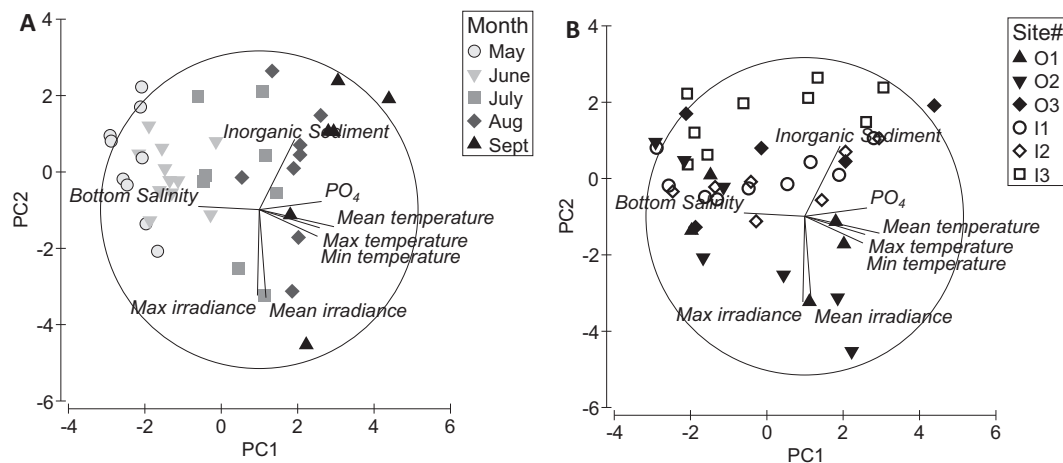 A
Month
May
June
July
Aug
Sept
4
2
0
-2
-4
-6
PC2
Inorganic Sediment
PO4
Bottom Salinity
Mean temperature
Max temperature
Min temperature
Max irradiance
Mean irradiance
-4
-2
0
2
4
6
PC1
B
Site#
O1
O2
O3
I1
I2
I3
4
2
0
-2
-4
-6
PC2
Inorganic Sediment
PO4
Bottom Salinity
Mean temperature
Max temperature
Min temperature
Max irradiance
Mean irradiance
-4
-2
0
2
4
6
PC1